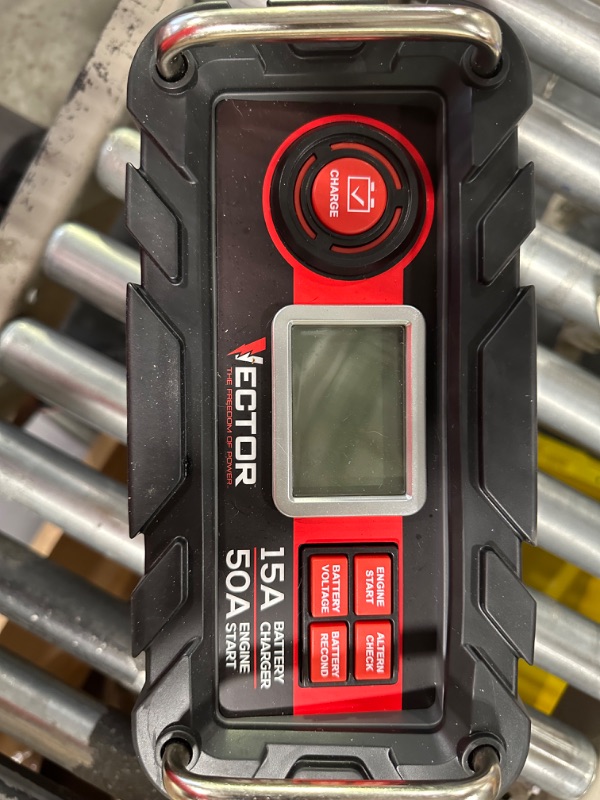 CHARGE
VECTOR
THE FREEDOM OF POWER
15A BATTERY CHARGER
50A ENGINE START
ENGINE
START
ALTERN
CHECK
BATTERY
VOLTAGE
BATTERY
RECOND